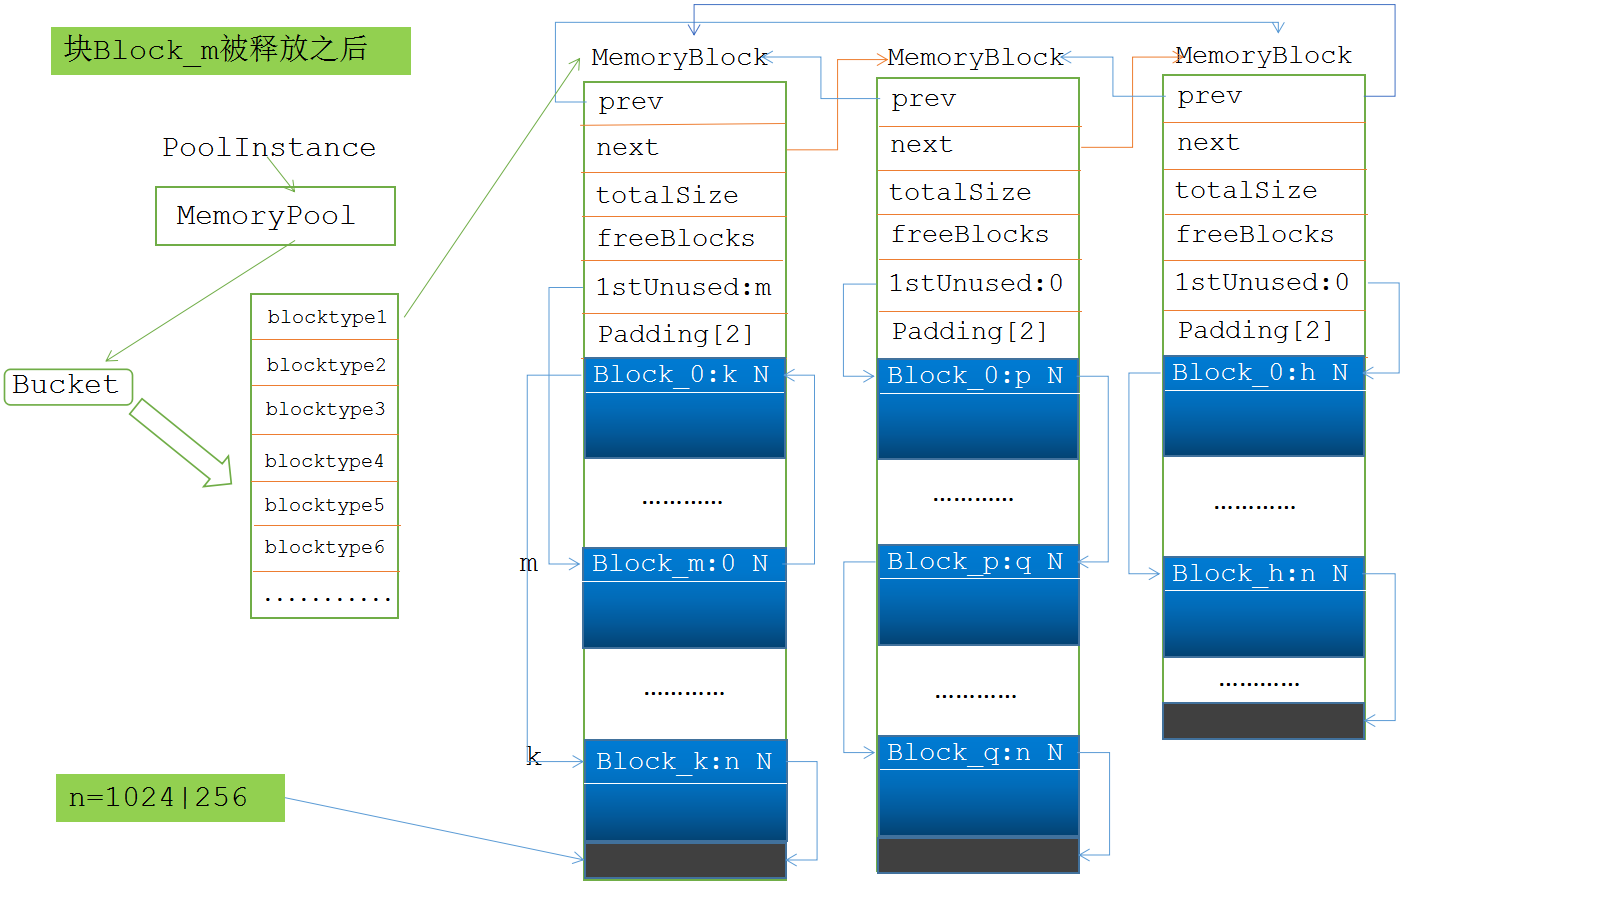 块Block_m被释放之后
PoolInstance
MemoryPool
Bucket
blocktype1
blocktype2
blocktype3
blocktype4
blocktype5
blocktype6
...........
n=1024|256
MemoryBlock
prev
next
totalSize
freeBlocks
1stUnused:m
Padding[2]
Block_0:k N
…………
m
Block_m:0 N
…………
k
Block_k:n N
MemoryBlock
prev
next
totalSize
freeBlocks
1stUnused:0
Padding[2]
Block_0:p N
…………
Block_p:q N
…………
Block_q:n N
MemoryBlock
prev
next
totalSize
freeBlocks
1stUnused:0
Padding[2]
Block_0:h N
…………
Block_h:n N
…………